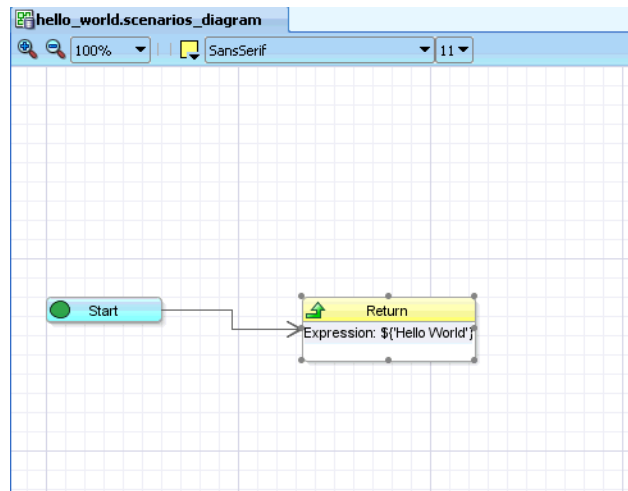 hello_world.scenarios_diagram
100% SansSerif 11
Start
Return
Expression: ${'Hello World'}